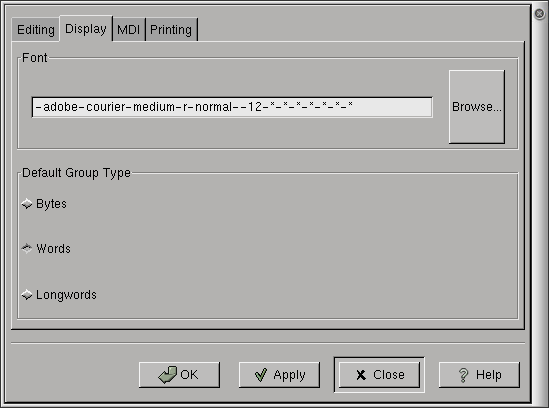 Editing Display MDI Printing
Font
-adobe-courier-medium-r-normal--12-*-*-*-*-*-*-*
Browse...
Default Group Type
Bytes
Words
Longwords
OK Apply Close Help